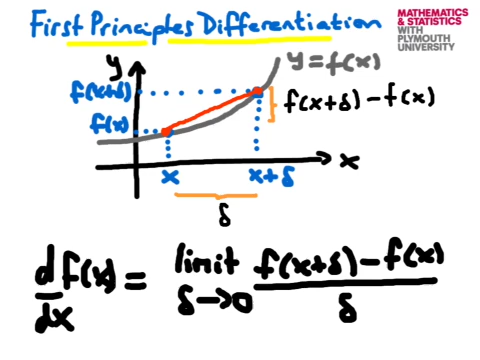 First Principles Differentiation
MATHEMATICS
& STATISTICS
WITH
PLYMOUTH
UNIVERSITY
y
y=f(x)
f(x+δ)
f(x+δ)-f(x)
f(x)
x
x
x+δ
δ
d/dx f(x) = limit δ→0 (f(x+δ)-f(x))/δ